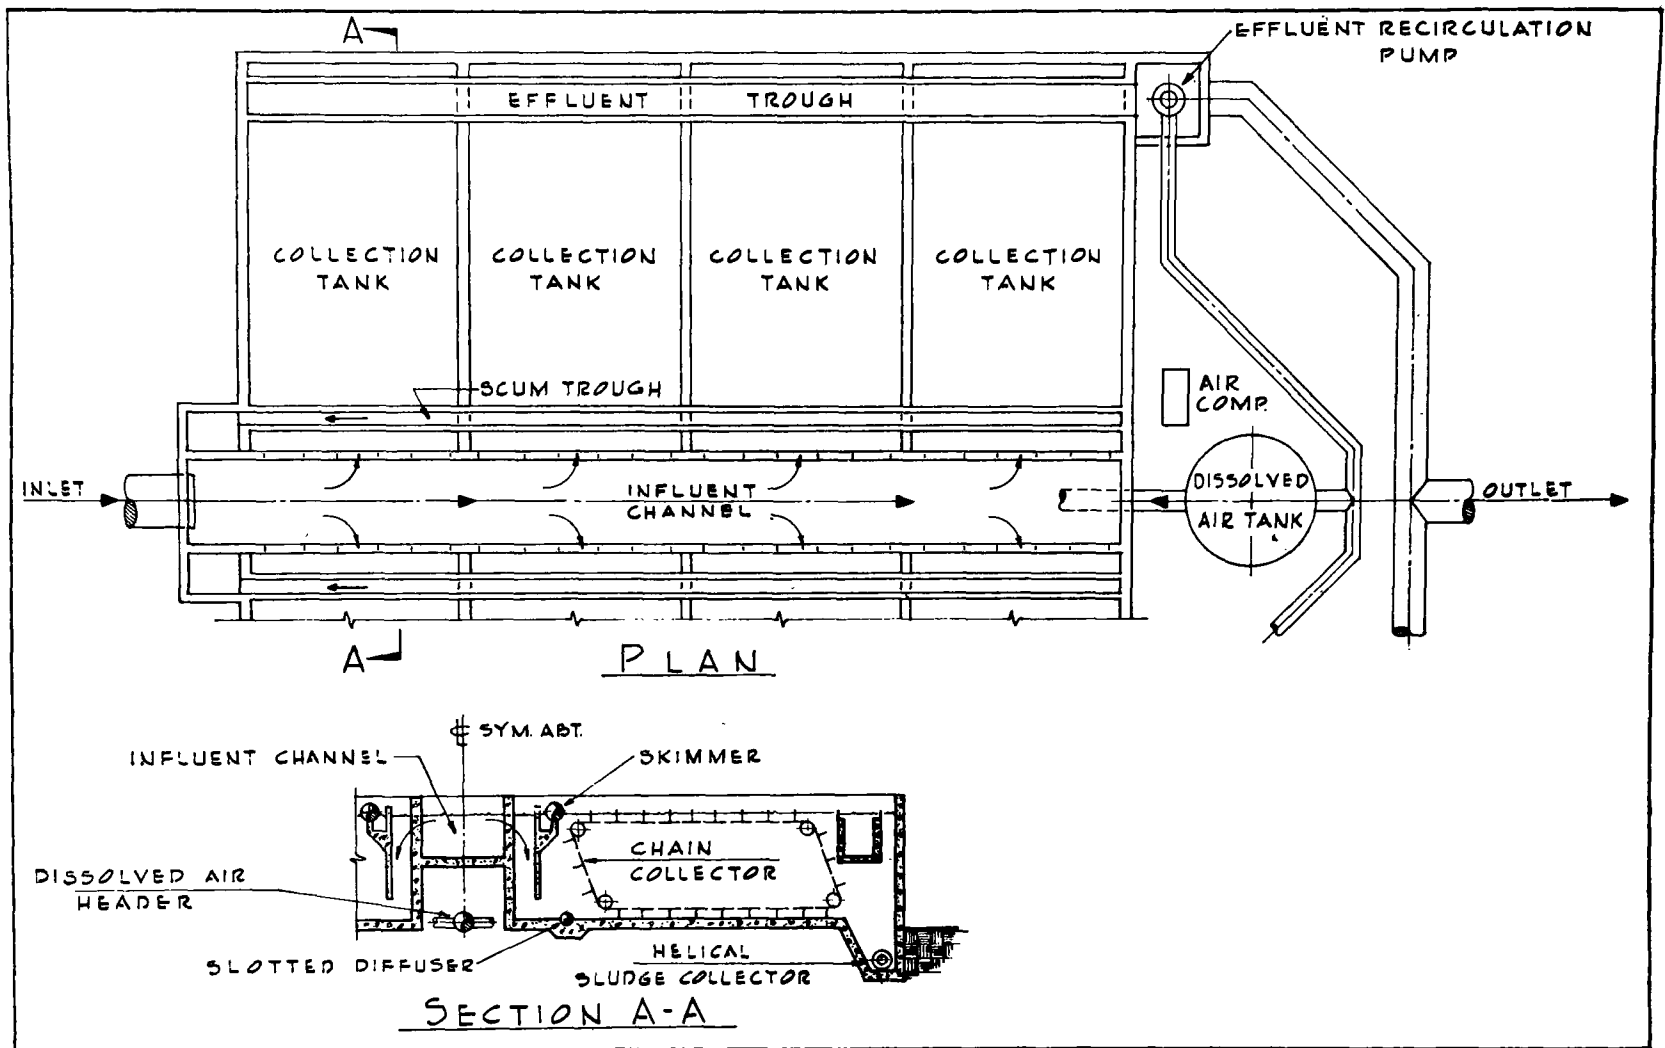 A
EFFLUENT RECIRCULATION
PUMP
EFFLUENT TROUGH
COLLECTION
TANK
COLLECTION
TANK
COLLECTION
TANK
COLLECTION
TANK
SCUM TROUGH
AIR
COMP.
INLET
INFLUENT
CHANNEL
DISSOLVED
AIR TANK
OUTLET
A
PLAN
℄ SYM. ABT.
INFLUENT CHANNEL
SKIMMER
CHAIN
COLLECTOR
DISSOLVED AIR
HEADER
SLOTTED DIFFUSER
HELICAL
SLUDGE COLLECTOR
SECTION A-A